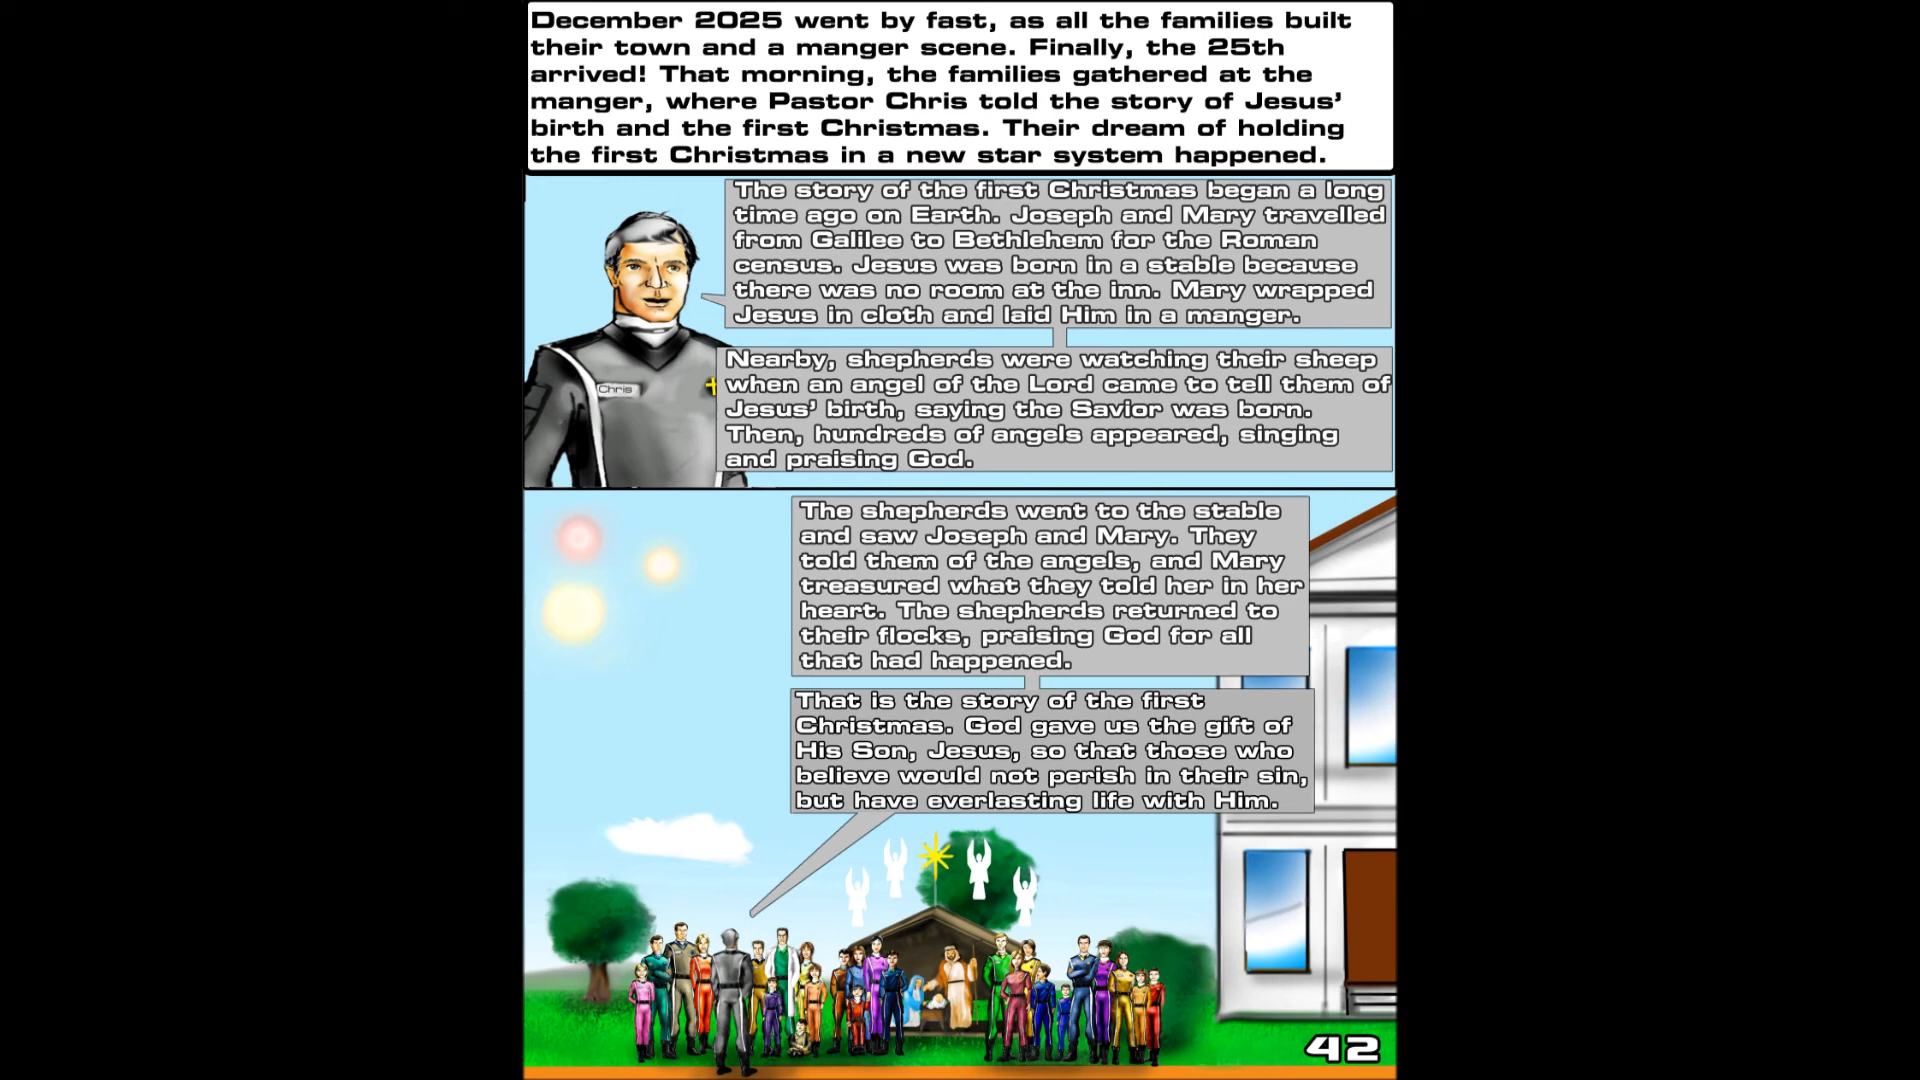 December 2025 went by fast, as all the families built
their town and a manger scene. Finally, the 25th
arrived! That morning, the families gathered at the
manger, where Pastor Chris told the story of Jesus’
birth and the first Christmas. Their dream of holding
the first Christmas in a new star system happened.
The story of the first Christmas began a long
time ago on Earth. Joseph and Mary travelled
from Galilee to Bethlehem for the Roman
census. Jesus was born in a stable because
there was no room at the inn. Mary wrapped
Jesus in cloth and laid Him in a manger.
Chris
Nearby, shepherds were watching their sheep
when an angel of the Lord came to tell them of
Jesus’ birth, saying the Savior was born.
Then, hundreds of angels appeared, singing
and praising God.
The shepherds went to the stable
and saw Joseph and Mary. They
told them of the angels, and Mary
treasured what they told her in her
heart. The shepherds returned to
their flocks, praising God for all
that had happened.
That is the story of the first
Christmas. God gave us the gift of
His Son, Jesus, so that those who
believe would not perish in their sin,
but have everlasting life with Him.
42